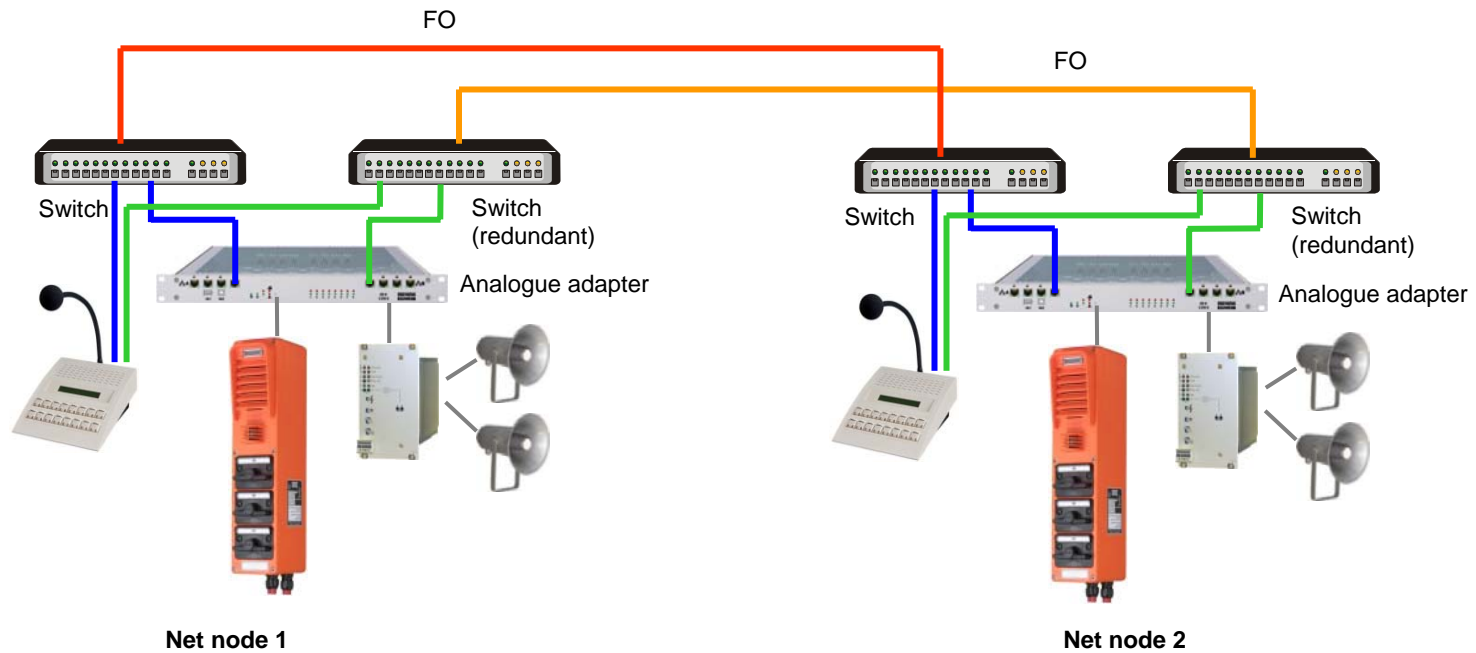 FO
FO
Switch
Switch
(redundant)
Analogue adapter
Switch
Switch
(redundant)
Analogue adapter
Net node 1
Net node 2